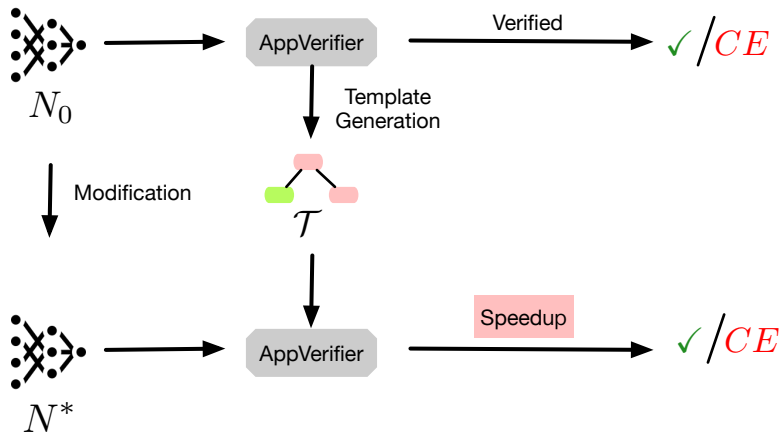 AppVerifier
Verified
✓/CE
N₀
Template
Generation
Modification
𝒯
AppVerifier
Speedup
✓/CE
N*